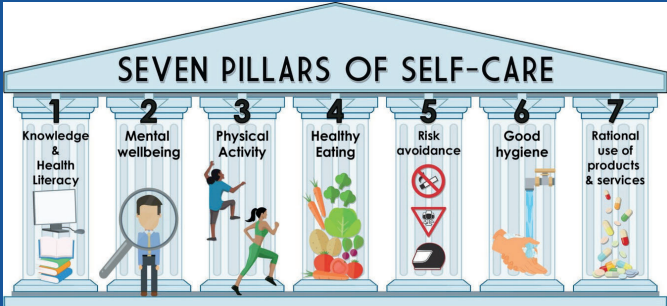 SEVEN PILLARS OF SELF-CARE
1
Knowledge
&
Health
Literacy
2
Mental
wellbeing
3
Physical
Activity
4
Healthy
Eating
5
Risk
avoidance
6
Good
hygiene
7
Rational
use of
products
& services